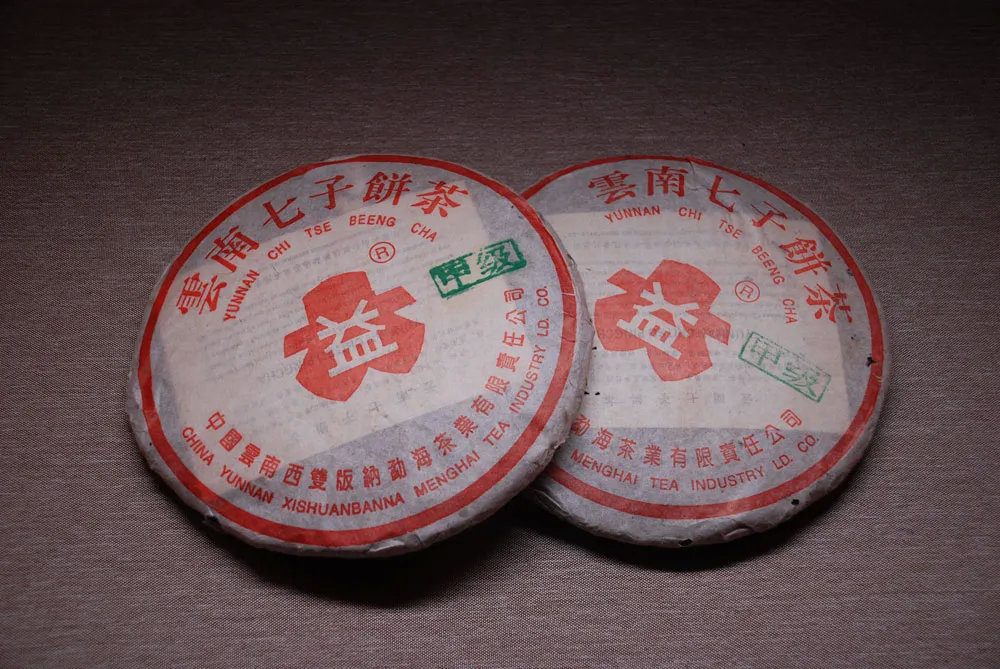 雲南七子餅茶
YUNNAN CHI TSE BEENG CHA
®
甲級
益
中國雲南西雙版納勐海茶業有限責任公司
CHINA YUNNAN XISHUANBANNA MENGHAI TEA INDUSTRY LD. CO.
雲南七子餅茶
YUNNAN CHI TSE BEENG CHA
®
甲級
益
勐海茶業有限責任公司
MENGHAI TEA INDUSTRY LD. CO.